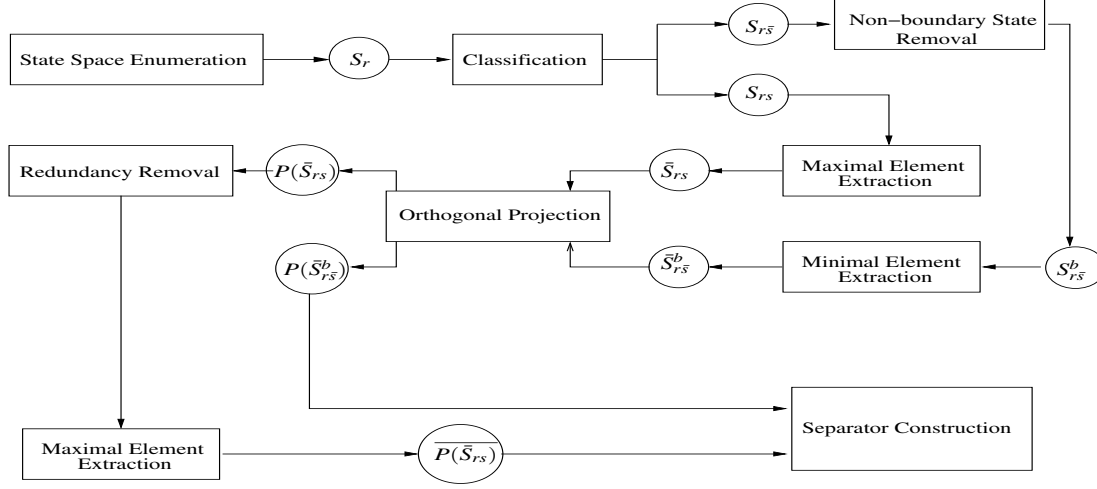 S_{r\bar{s}}
Non−boundary State
Removal
State Space Enumeration
S_r
Classification
S_{rs}
Redundancy Removal
P(\bar{S}_{rs})
\bar{S}_{rs}
Maximal Element
Extraction
Orthogonal Projection
P(\bar{S}^b_{r\bar{s}})
\bar{S}^b_{r\bar{s}}
Minimal Element
Extraction
S^b_{r\bar{s}}
Separator Construction
Maximal Element
Extraction
\overline{P(\bar{S}_{rs})}